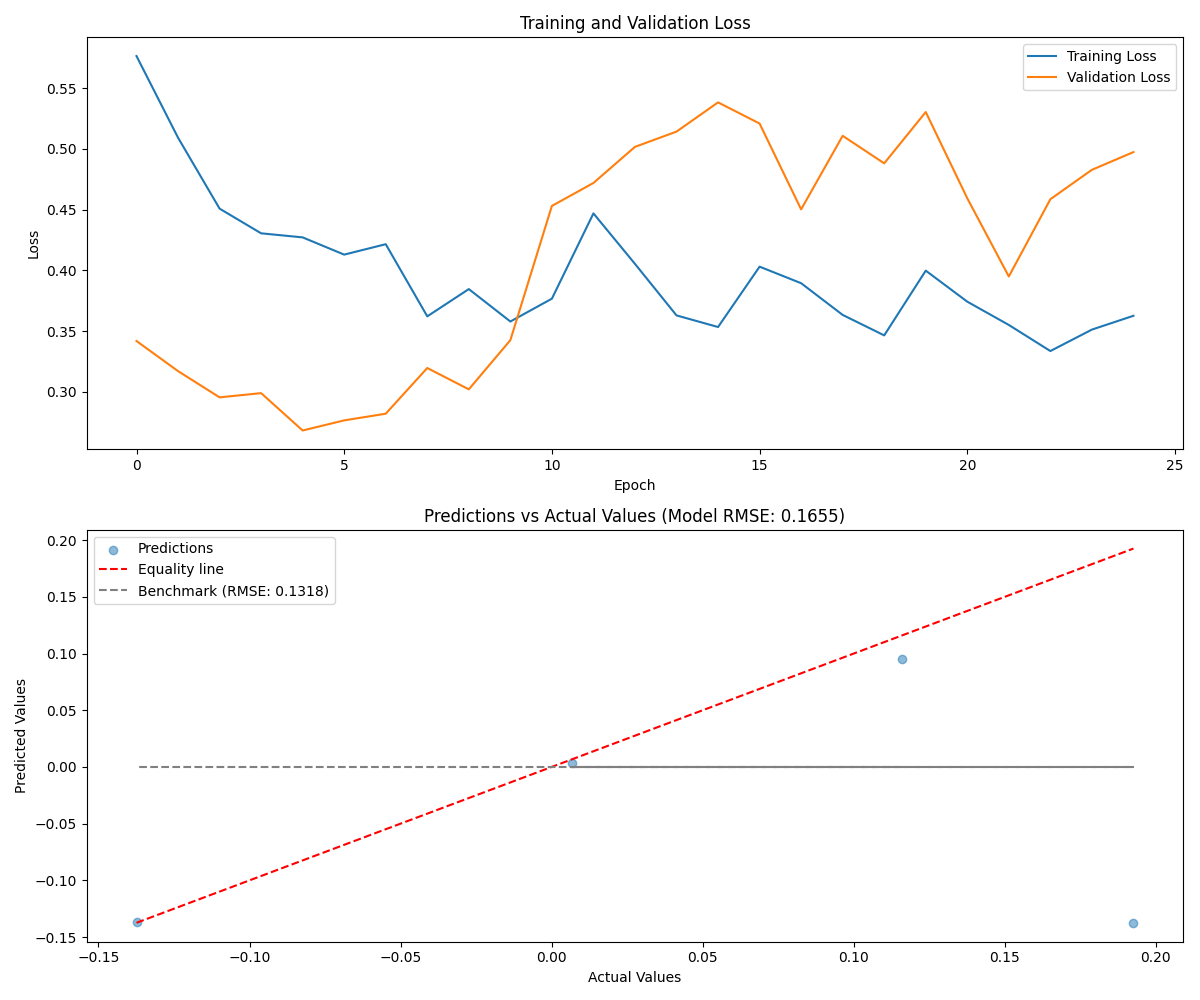 Training and Validation Loss
Training Loss
Validation Loss
0.55
0.50
0.45
0.40
0.35
0.30
Loss
0 5 10 15 20 25
Epoch
Predictions vs Actual Values (Model RMSE: 0.1655)
Predictions
Equality line
Benchmark (RMSE: 0.1318)
0.20
0.15
0.10
0.05
0.00
−0.05
−0.10
−0.15
Predicted Values
−0.15 −0.10 −0.05 0.00 0.05 0.10 0.15 0.20
Actual Values